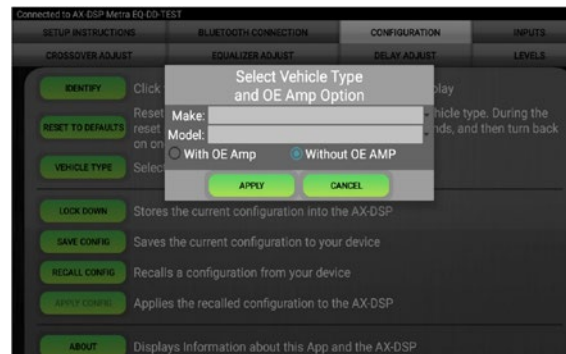 Connected to AX-DSP Metra EQ-DD-TEST
SETUP INSTRUCTIONS BLUETOOTH CONNECTION CONFIGURATION INPUTS
CROSSOVER ADJUST EQUALIZER ADJUST DELAY ADJUST LEVELS
IDENTIFY Click play
RESET TO DEFAULTS Reset hicle type. During the
reset nds, and then turn back
on on
VEHICLE TYPE Select
Select Vehicle Type
and OE Amp Option
Make:
Model:
With OE Amp Without OE AMP
APPLY CANCEL
LOCK DOWN Stores the current configuration into the AX-DSP
SAVE CONFIG Saves the current configuration to your device
RECALL CONFIG Recalls a configuration from your device
APPLY CONFIG Applies the recalled configuration to the AX-DSP
ABOUT Displays Information about this App and the AX-DSP